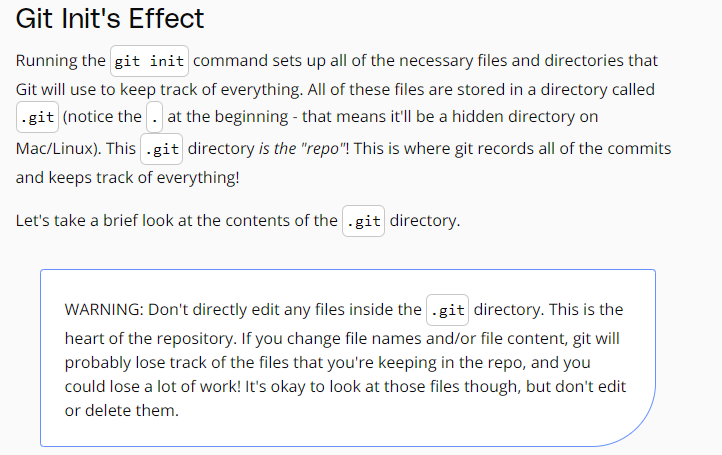 Git Init's Effect
Running the git init command sets up all of the necessary files and directories that
Git will use to keep track of everything. All of these files are stored in a directory called
.git (notice the . at the beginning - that means it'll be a hidden directory on
Mac/Linux). This .git directory is the "repo"! This is where git records all of the commits
and keeps track of everything!
Let's take a brief look at the contents of the .git directory.
WARNING: Don't directly edit any files inside the .git directory. This is the
heart of the repository. If you change file names and/or file content, git will
probably lose track of the files that you're keeping in the repo, and you
could lose a lot of work! It's okay to look at those files though, but don't edit
or delete them.